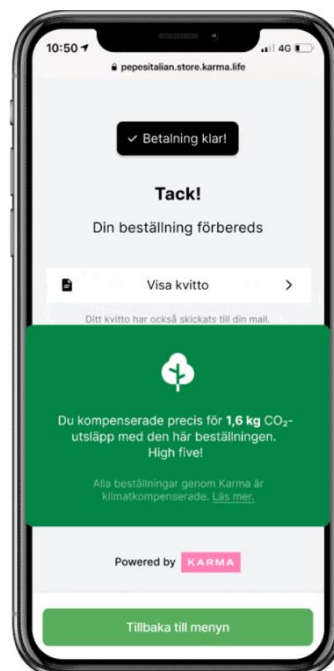 10:50
4G
pepesitalian.store.karma.life
✓ Betalning klar!
Tack!
Din beställning förbereds
Visa kvitto
Ditt kvitto har också skickats till din mail.
Du kompenserade precis för 1,6 kg CO₂-
utsläpp med den här beställningen.
High five!
Alla beställningar genom Karma är
klimatkompenserade. Läs mer.
Powered by KARMA
Tillbaka till menyn